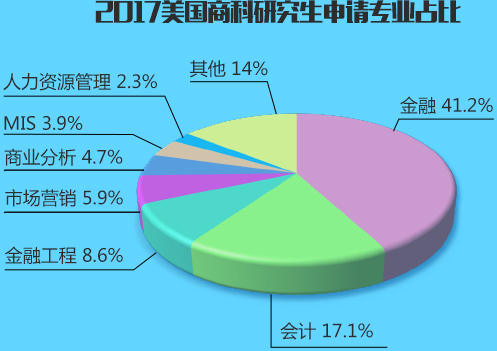 2017美国商科研究生申请专业占比
其他 14%
人力资源管理 2.3%
金融 41.2%
MIS 3.9%
商业分析 4.7%
市场营销 5.9%
金融工程 8.6%
会计 17.1%